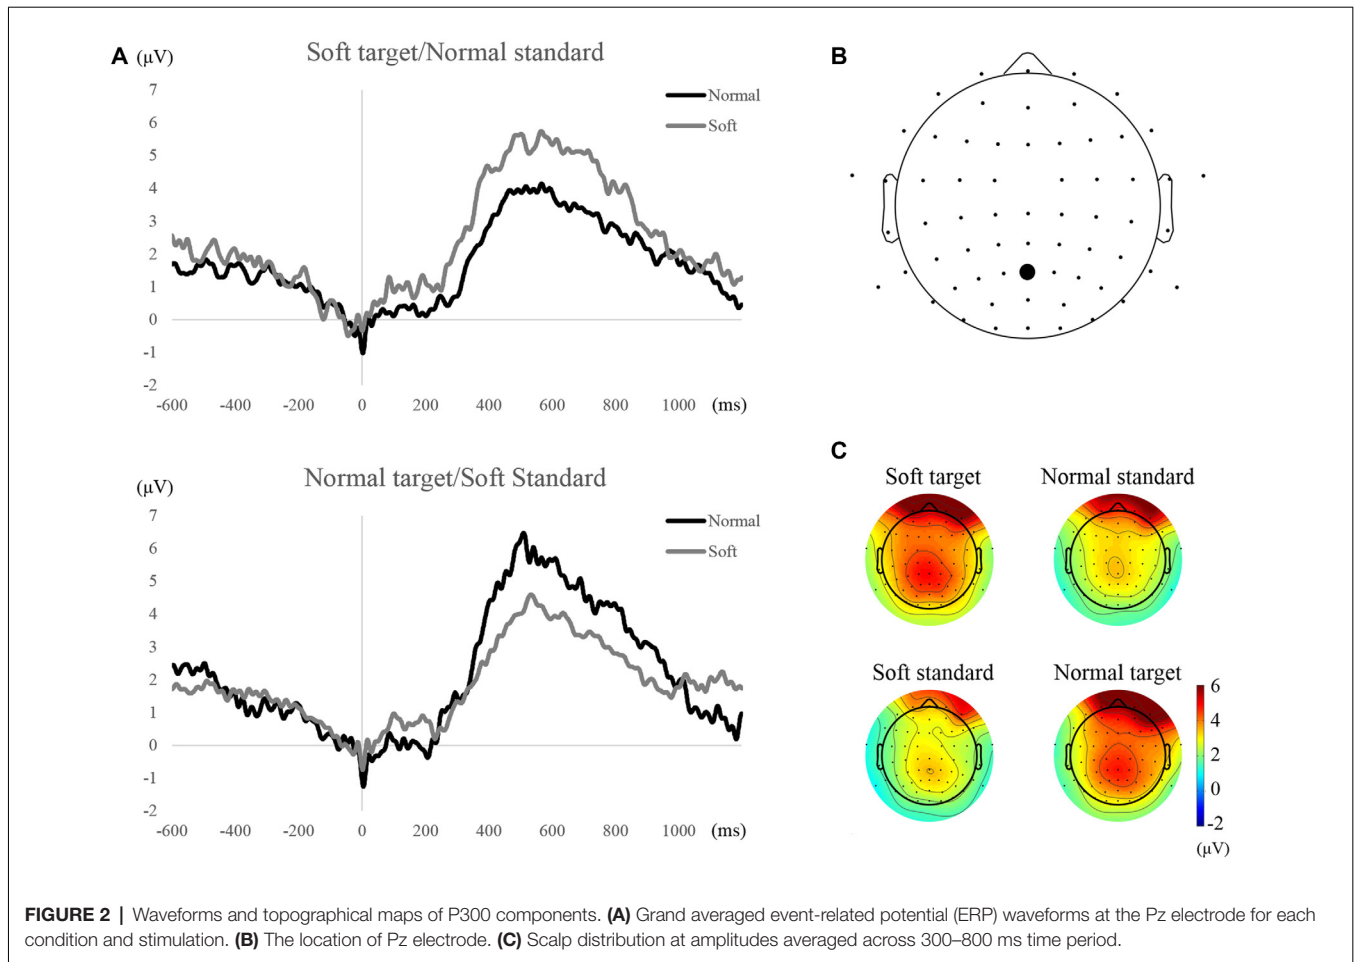 A (μV) Soft target/Normal standard
7
6
5
4
3
2
1
0
-1
-2
-600 -400 -200 0 200 400 600 800 1000 (ms)
Normal
Soft
(μV) Normal target/Soft Standard
7
6
5
4
3
2
1
0
-1
-2
-600 -400 -200 0 200 400 600 800 1000 (ms)
Normal
Soft
B
C
Soft target Normal standard
Soft standard Normal target
6
4
2
0
-2
(μV)
FIGURE 2 | Waveforms and topographical maps of P300 components. (A) Grand averaged event-related potential (ERP) waveforms at the Pz electrode for each
condition and stimulation. (B) The location of Pz electrode. (C) Scalp distribution at amplitudes averaged across 300–800 ms time period.